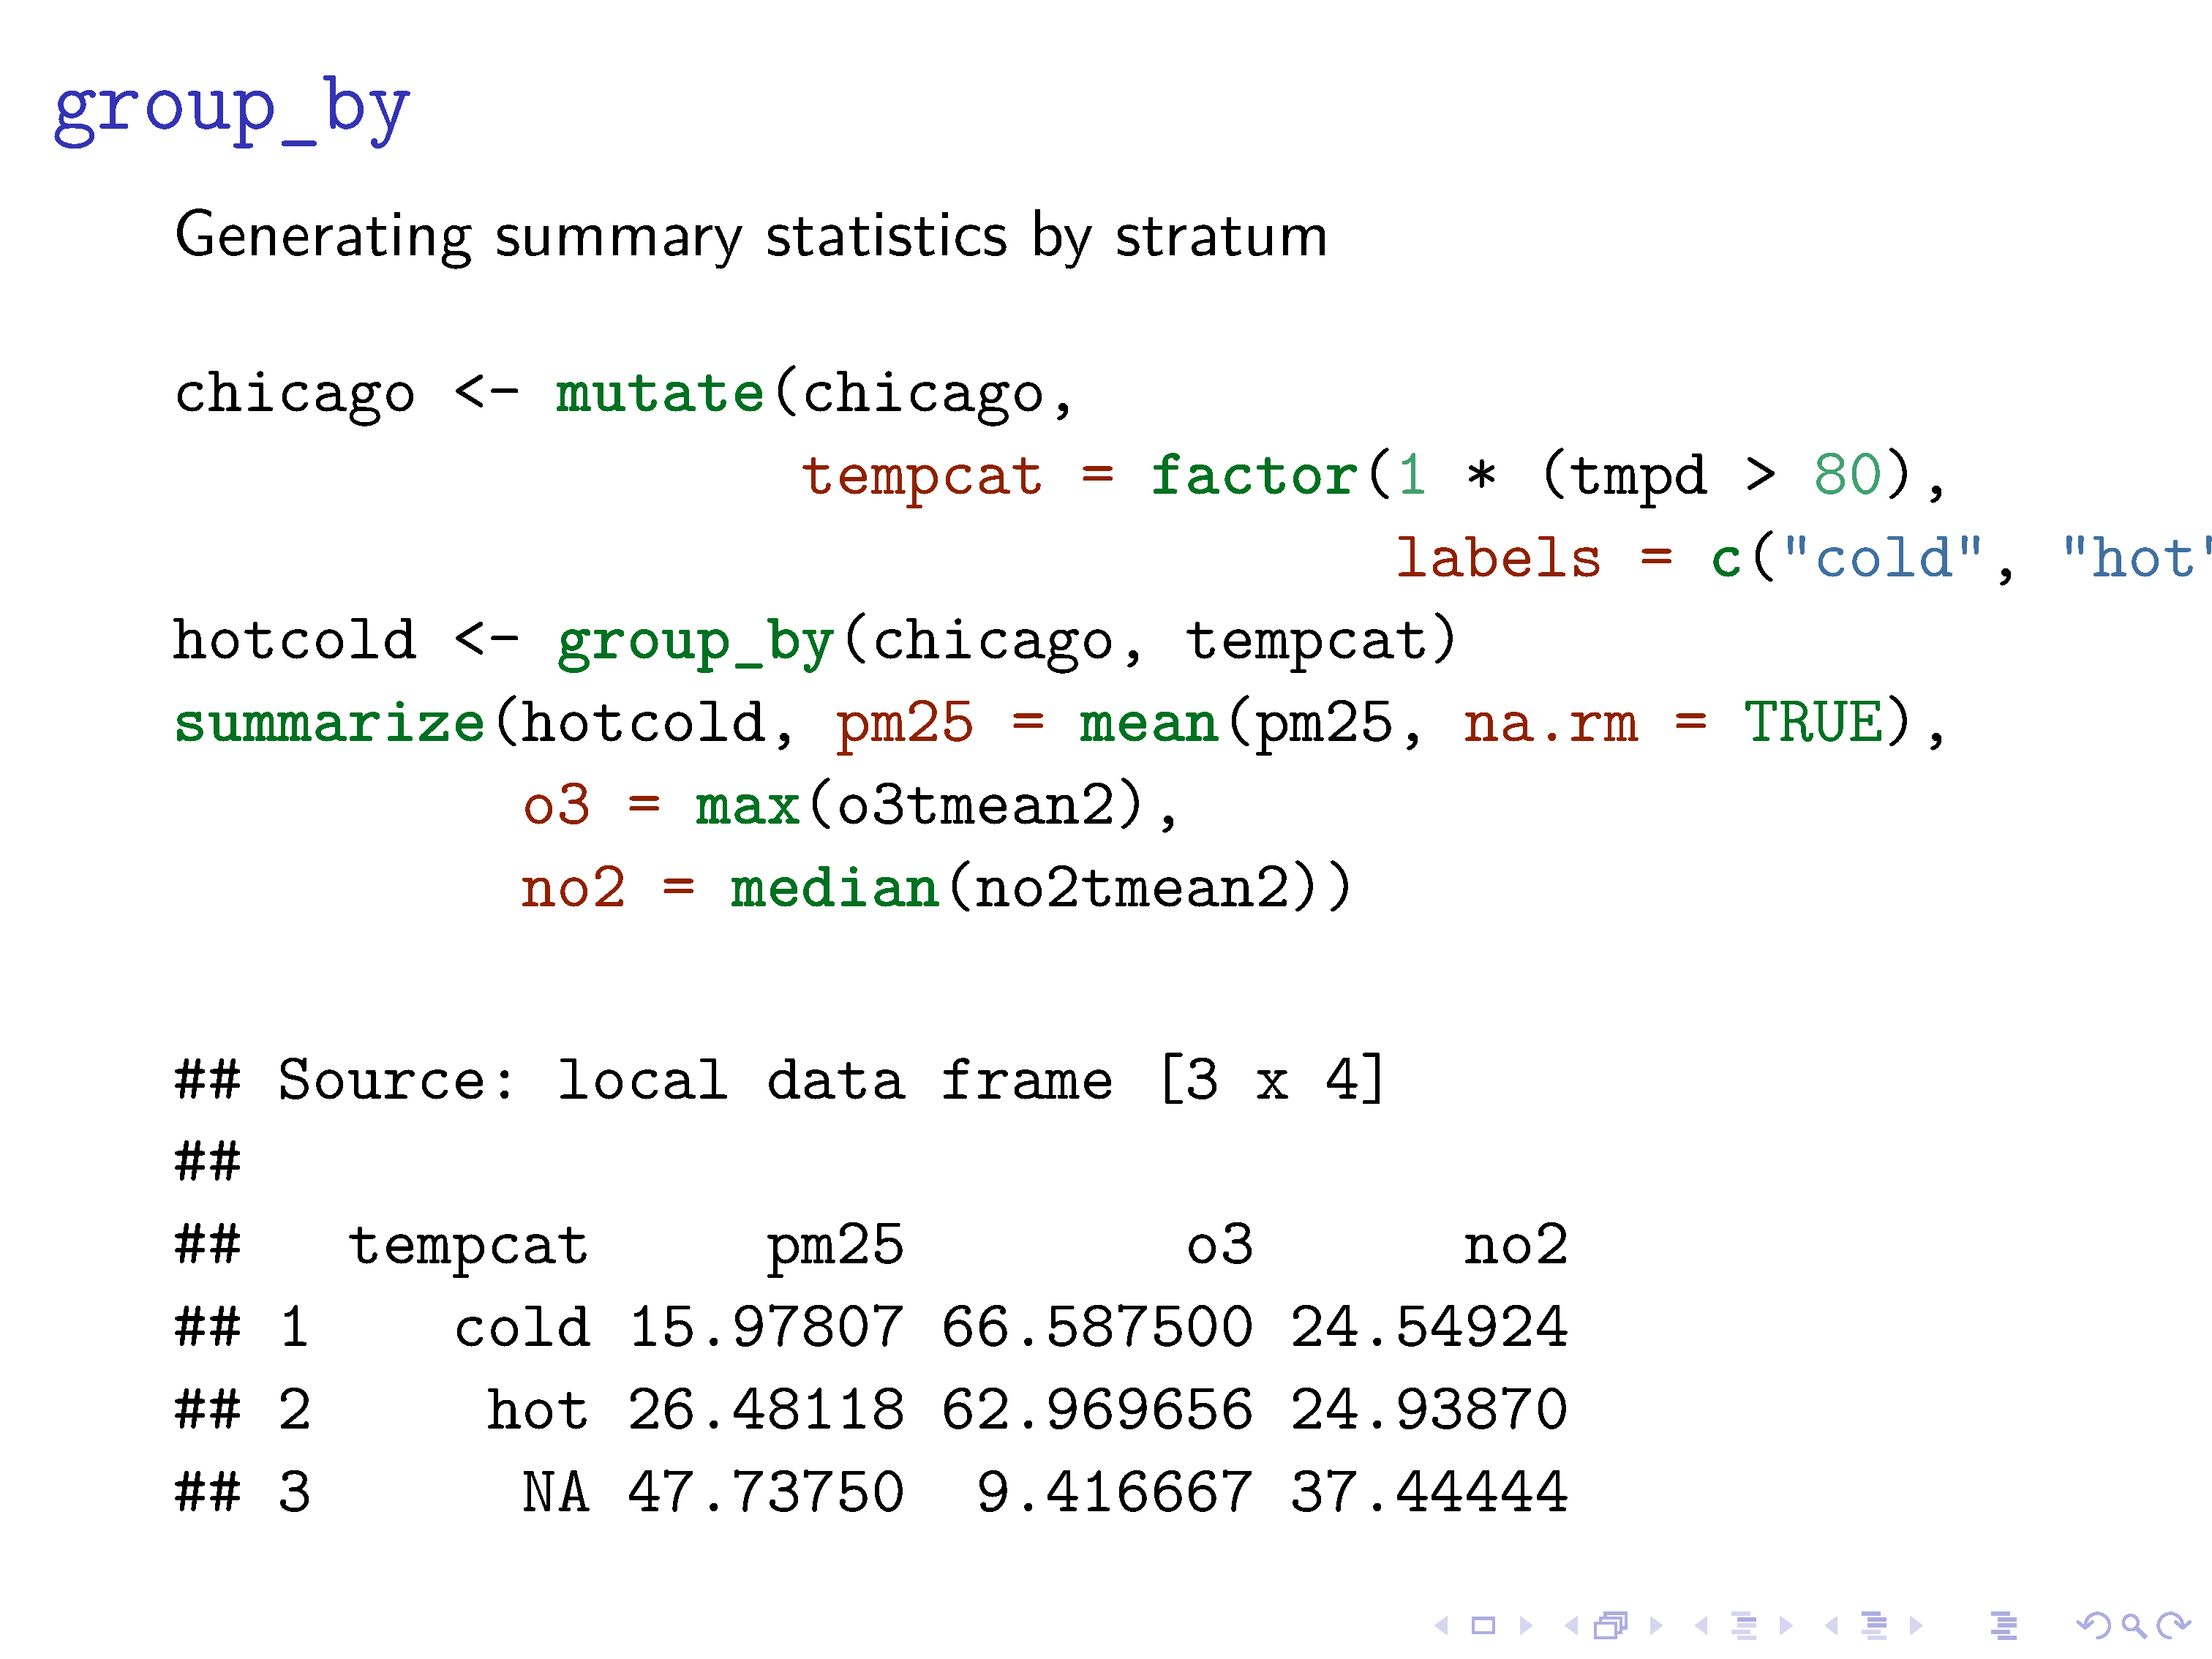 group_by
Generating summary statistics by stratum
chicago <- mutate(chicago,
                  tempcat = factor(1 * (tmpd > 80),
                                   labels = c("cold", "hot"
hotcold <- group_by(chicago, tempcat)
summarize(hotcold, pm25 = mean(pm25, na.rm = TRUE),
          o3 = max(o3tmean2),
          no2 = median(no2tmean2))
## Source: local data frame [3 x 4]
##
##   tempcat     pm25        o3      no2
## 1    cold 15.97807 66.587500 24.54924
## 2     hot 26.48118 62.969656 24.93870
## 3      NA 47.73750  9.416667 37.44444